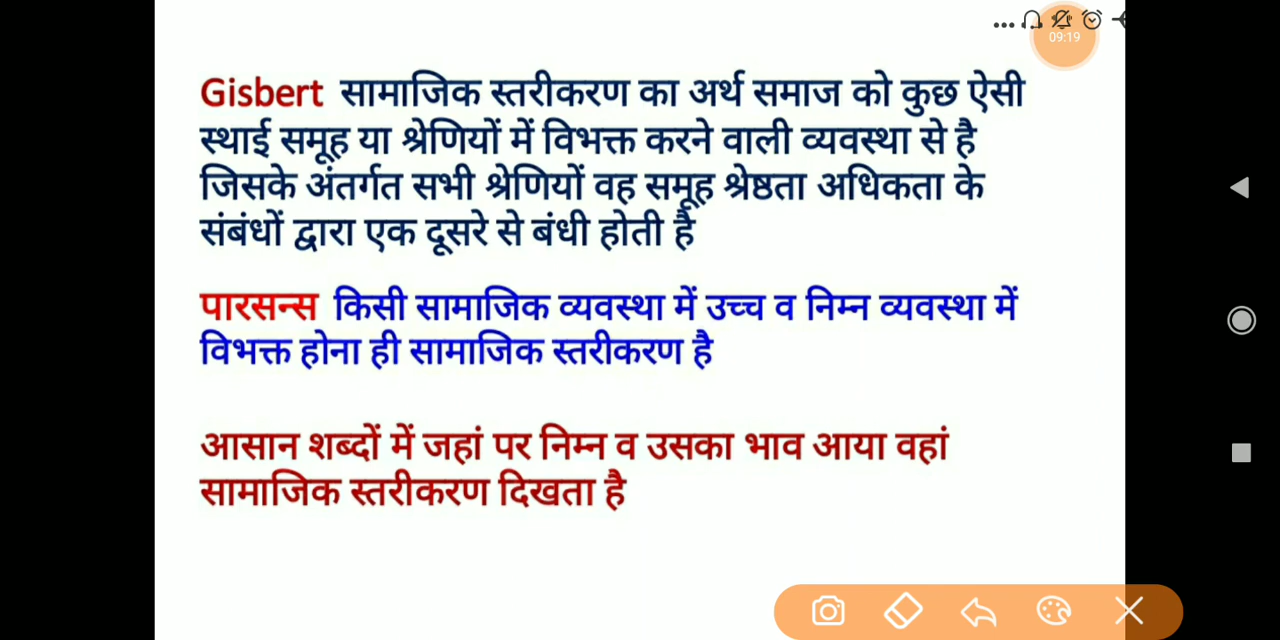 09:19
Gisbert सामाजिक स्तरीकरण का अर्थ समाज को कुछ ऐसी
स्थाई समूह या श्रेणियों में विभक्त करने वाली व्यवस्था से है
जिसके अंतर्गत सभी श्रेणियों वह समूह श्रेष्ठता अधिकता के
संबंधों द्वारा एक दूसरे से बंधी होती है
पारसन्स किसी सामाजिक व्यवस्था में उच्च व निम्न व्यवस्था में
विभक्त होना ही सामाजिक स्तरीकरण है
आसान शब्दों में जहां पर निम्न व उसका भाव आया वहां
सामाजिक स्तरीकरण दिखता है